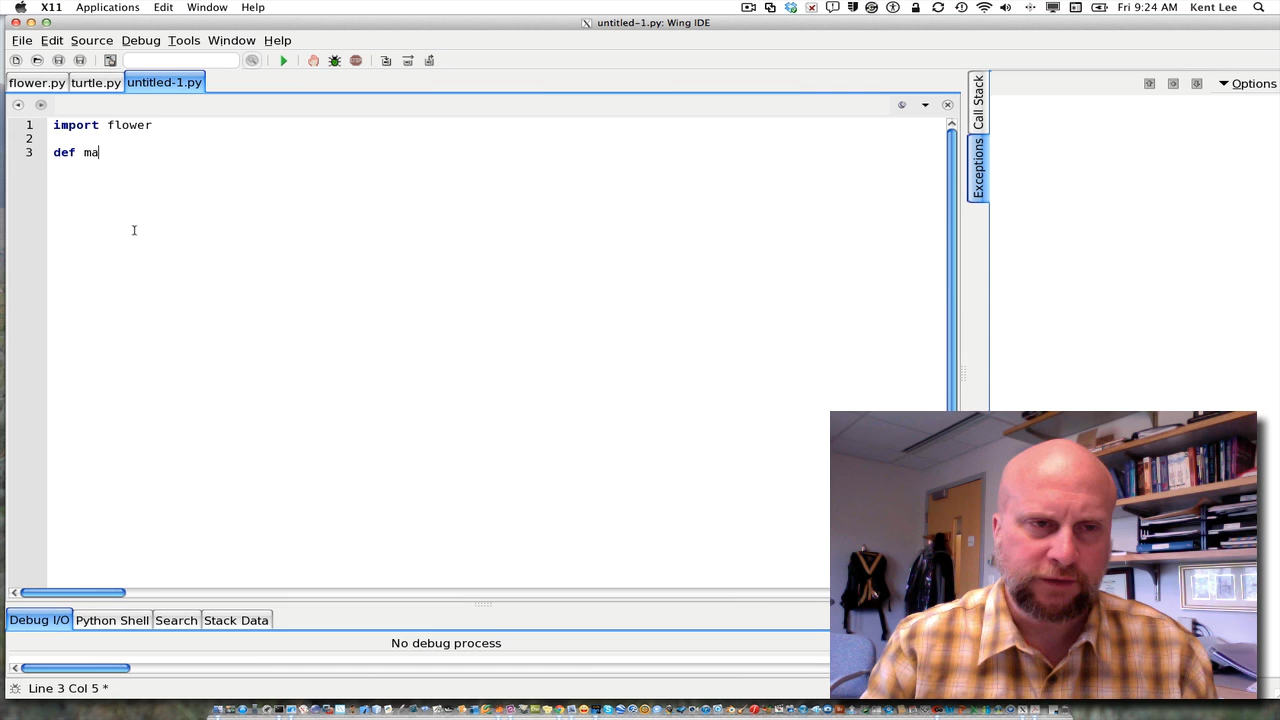 X11 Applications Edit Window Help Fri 9:24 AM Kent Lee
untitled-1.py: Wing IDE
File Edit Source Debug Tools Window Help
flower.py turtle.py untitled-1.py
Options
Call Stack
Exceptions
1 import flower
2
3 def ma
Debug I/O Python Shell Search Stack Data
No debug process
Line 3 Col 5 *